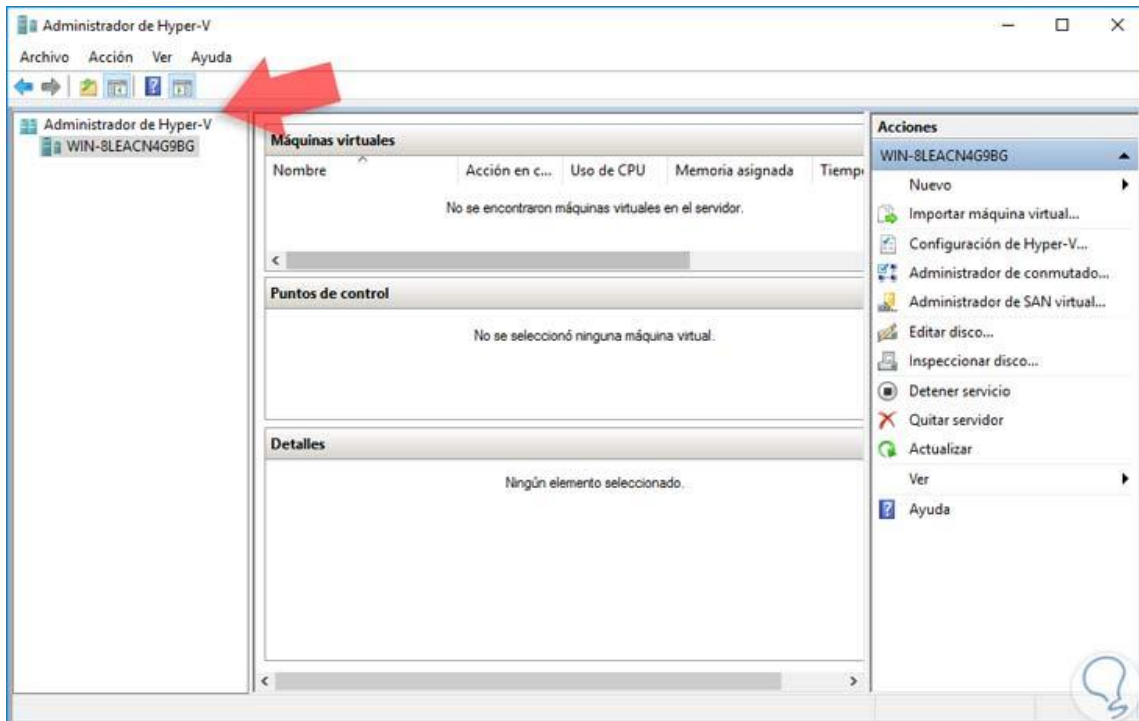 Administrador de Hyper-V
Archivo Acción Ver Ayuda
Administrador de Hyper-V
WIN-8LEACN4G9BG
Máquinas virtuales
Nombre Acción en c... Uso de CPU Memoria asignada Tiempo
No se encontraron máquinas virtuales en el servidor.
Puntos de control
No se seleccionó ninguna máquina virtual.
Detalles
Ningún elemento seleccionado.
Acciones
WIN-8LEACN4G9BG
Nuevo
Importar máquina virtual...
Configuración de Hyper-V...
Administrador de conmutado...
Administrador de SAN virtual...
Editar disco...
Inspeccionar disco...
Detener servicio
Quitar servidor
Actualizar
Ver
Ayuda